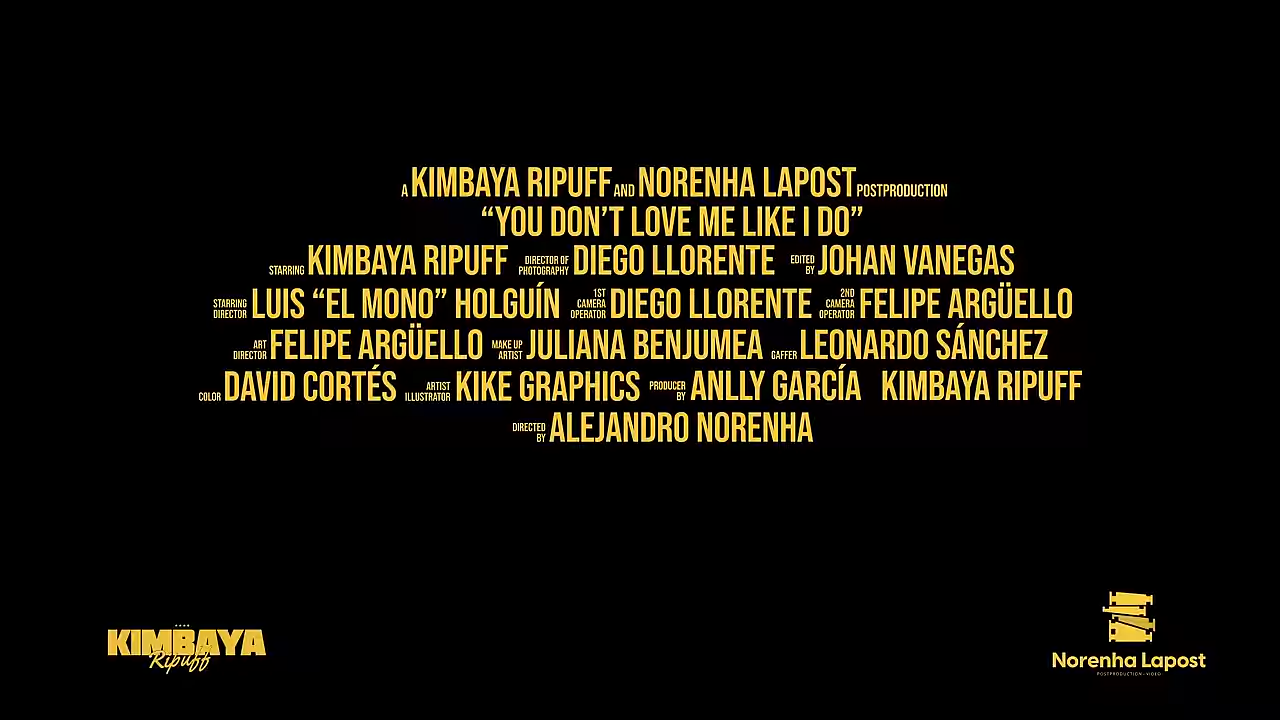 A KIMBAYA RIPUFF AND NORENHA LAPOST POSTPRODUCTION
“YOU DON’T LOVE ME LIKE I DO”
STARRING KIMBAYA RIPUFF DIRECTOR OF PHOTOGRAPHY DIEGO LLORENTE EDITED BY JOHAN VANEGAS
STARRING DIRECTOR LUIS “EL MONO” HOLGUÍN 1ST CAMERA OPERATOR DIEGO LLORENTE 2ND CAMERA OPERATOR FELIPE ARGÜELLO
ART DIRECTOR FELIPE ARGÜELLO MAKE UP ARTIST JULIANA BENJUMEA GAFFER LEONARDO SÁNCHEZ
COLOR DAVID CORTÉS ARTIST ILLUSTRATOR KIKE GRAPHICS PRODUCER BY ANLLY GARCÍA KIMBAYA RIPUFF
DIRECTED BY ALEJANDRO NORENHA
KIMBAYA
Ripuff
Norenha Lapost
POSTPRODUCTION - VIDEO